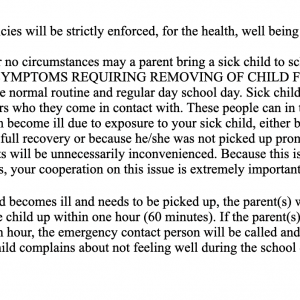 cies will be strictly enforced, for the health, well being
r no circumstances may a parent bring a sick child to sc
YMPTOMS REQUIRING REMOVING OF CHILD F
e normal routine and regular day school day. Sick child
rs who they come in contact with. These people can in t
n become ill due to exposure to your sick child, either b
full recovery or because he/she was not picked up pron
ts will be unnecessarily inconvenienced. Because this is
s, your cooperation on this issue is extremely important
d becomes ill and needs to be picked up, the parent(s) v
e child up within one hour (60 minutes). If the parent(s)
n hour, the emergency contact person will be called and
hild complains about not feeling well during the school